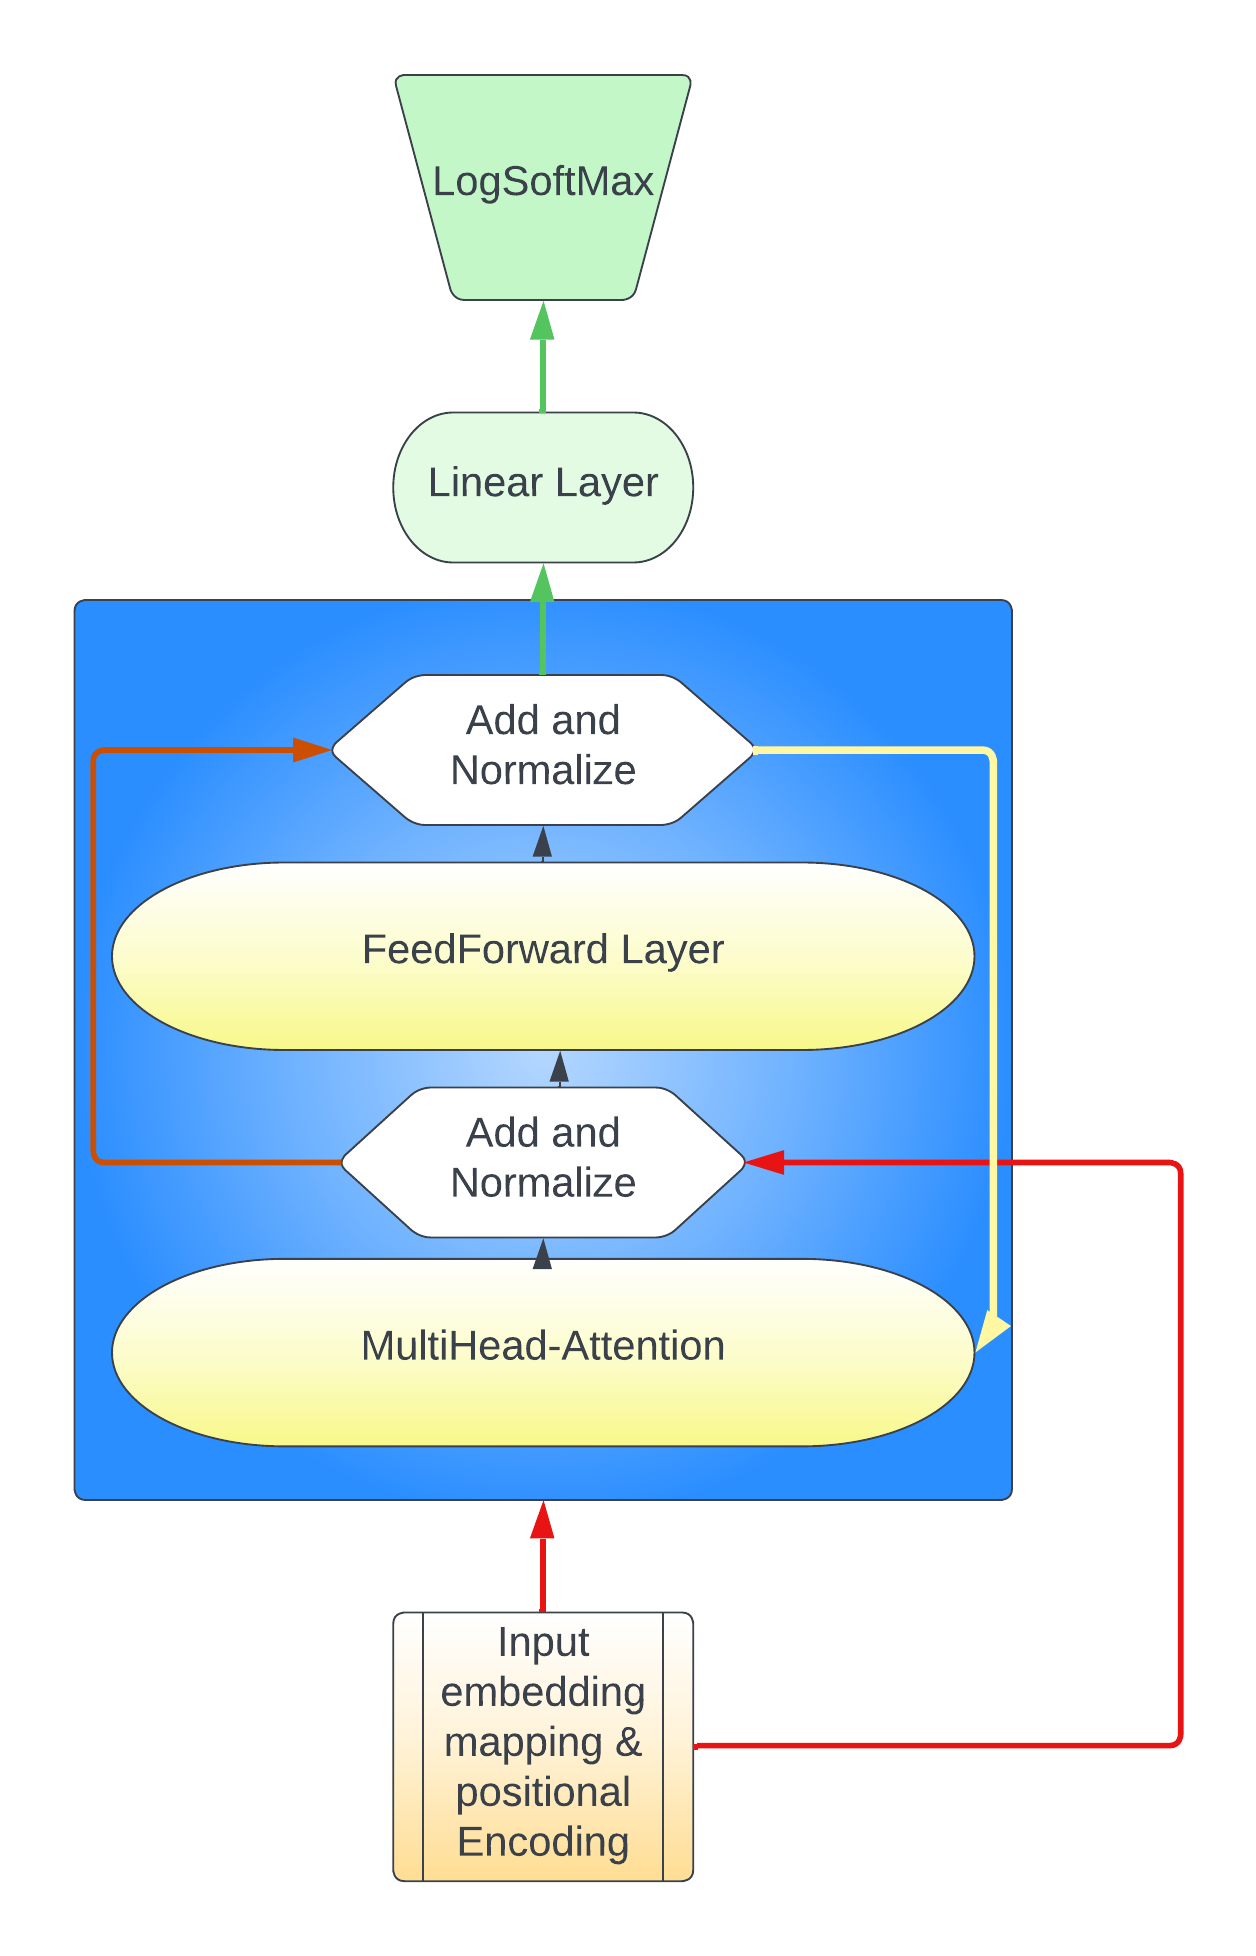 LogSoftMax
Linear Layer
Add and
Normalize
FeedForward Layer
Add and
Normalize
MultiHead-Attention
Input
embedding
mapping &
positional
Encoding